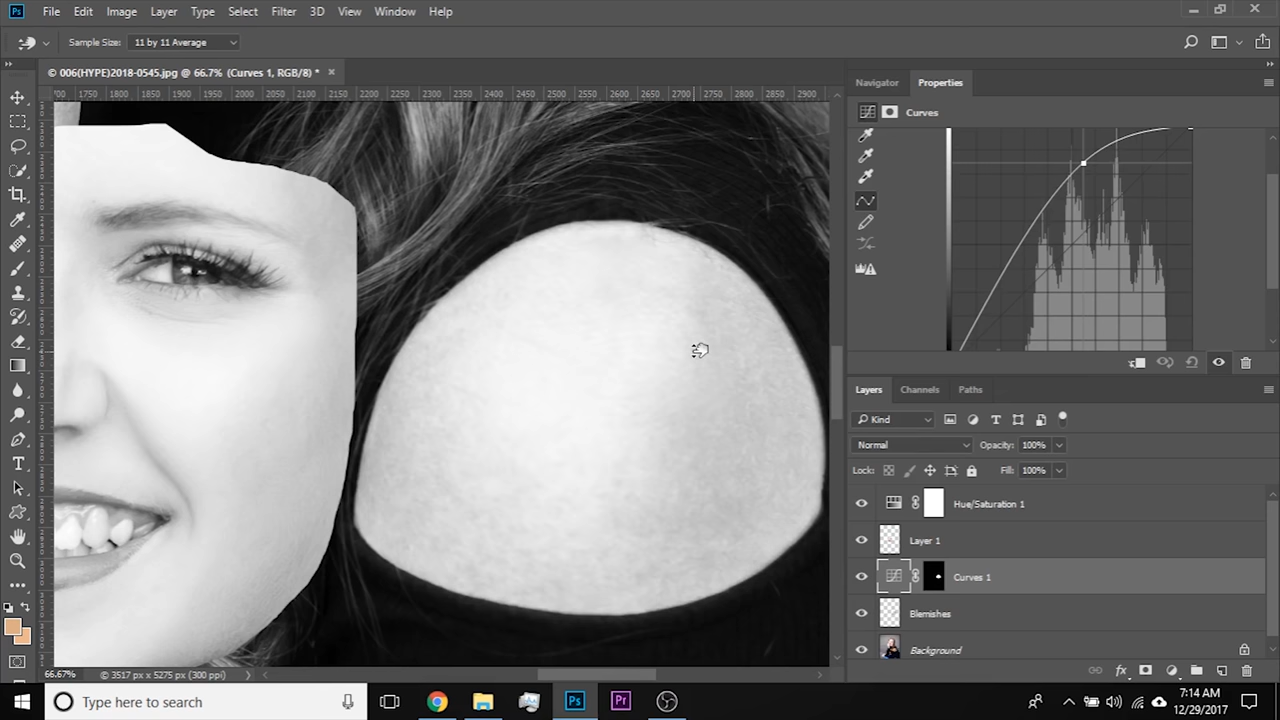 Ps File Edit Image Layer Type Select Filter 3D View Window Help
Sample Size: 11 by 11 Average
© 006(HYPE)2018-0545.jpg @ 66.7% (Curves 1, RGB/8) * ×
1800 1850 1900 1950 2000 2050 2100 2150 2200 2250 2300 2350 2400 2450 2500 2550 2600 2650 2700 2750 2800 2850 2900
Navigator Properties
Curves
Layers Channels Paths
Kind
Normal Opacity: 100%
Lock: Fill: 100%
Hue/Saturation 1
Layer 1
Curves 1
Blemishes
Background
66.67% © 3517 px x 5275 px (300 ppi)
Type here to search
Ps Pr
7:14 AM
12/29/2017